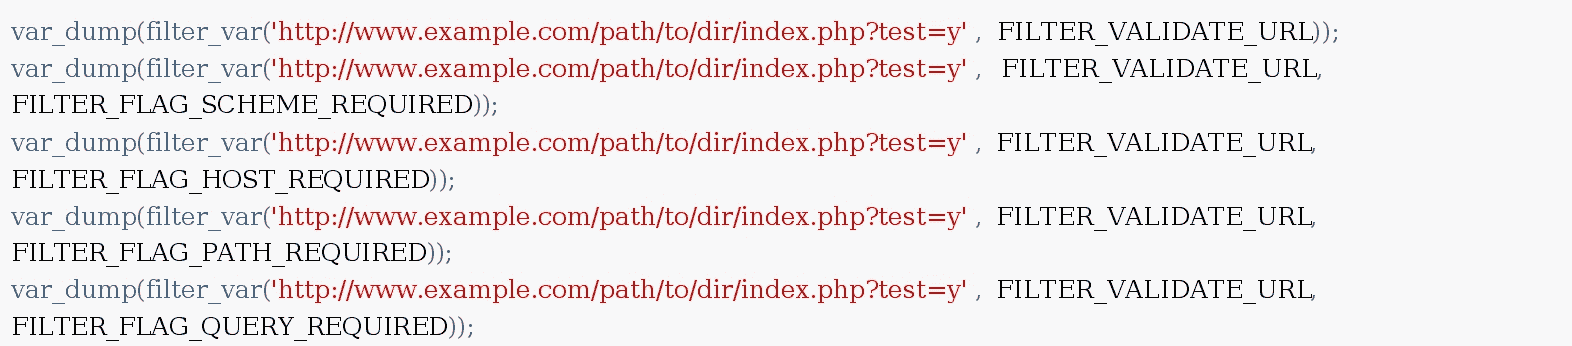 var_dump(filter_var('http://www.example.com/path/to/dir/index.php?test=y' , FILTER_VALIDATE_URL));
var_dump(filter_var('http://www.example.com/path/to/dir/index.php?test=y' , FILTER_VALIDATE_URL,
FILTER_FLAG_SCHEME_REQUIRED));
var_dump(filter_var('http://www.example.com/path/to/dir/index.php?test=y' , FILTER_VALIDATE_URL,
FILTER_FLAG_HOST_REQUIRED));
var_dump(filter_var('http://www.example.com/path/to/dir/index.php?test=y' , FILTER_VALIDATE_URL,
FILTER_FLAG_PATH_REQUIRED));
var_dump(filter_var('http://www.example.com/path/to/dir/index.php?test=y' , FILTER_VALIDATE_URL,
FILTER_FLAG_QUERY_REQUIRED));